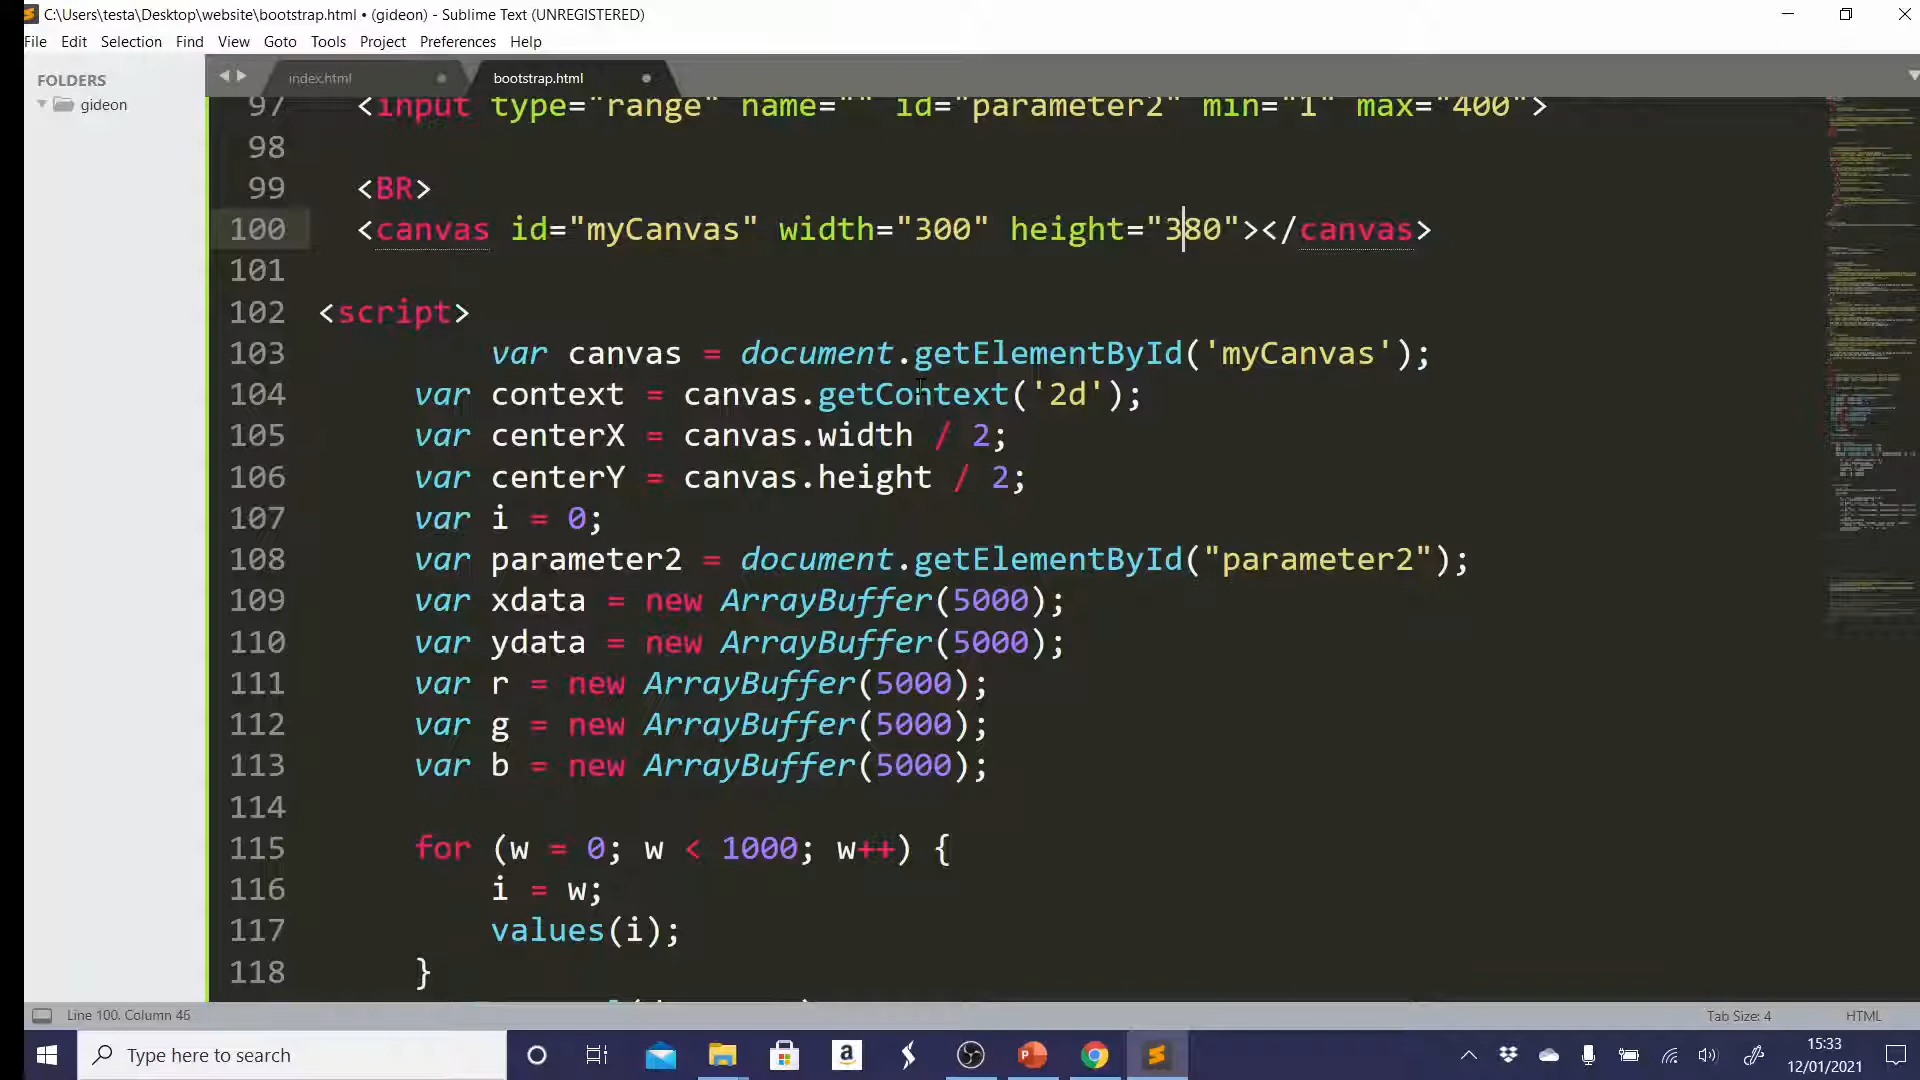 C:\Users\testa\Desktop\website\bootstrap.html • (gideon) - Sublime Text (UNREGISTERED)
File Edit Selection Find View Goto Tools Project Preferences Help
FOLDERS
gideon
index.html
bootstrap.html
97 <input type="range" name="" id="parameter2" min="1" max="400">
98
99 <BR>
100 <canvas id="myCanvas" width="300" height="380"></canvas>
101
102 <script>
103 var canvas = document.getElementById('myCanvas');
104 var context = canvas.getContext('2d');
105 var centerX = canvas.width / 2;
106 var centerY = canvas.height / 2;
107 var i = 0;
108 var parameter2 = document.getElementById("parameter2");
109 var xdata = new ArrayBuffer(5000);
110 var ydata = new ArrayBuffer(5000);
111 var r = new ArrayBuffer(5000);
112 var g = new ArrayBuffer(5000);
113 var b = new ArrayBuffer(5000);
114
115 for (w = 0; w < 1000; w++) {
116 i = w;
117 values(i);
118 }
Line 100, Column 45
Tab Size: 4
HTML
Type here to search
15:33
12/01/2021